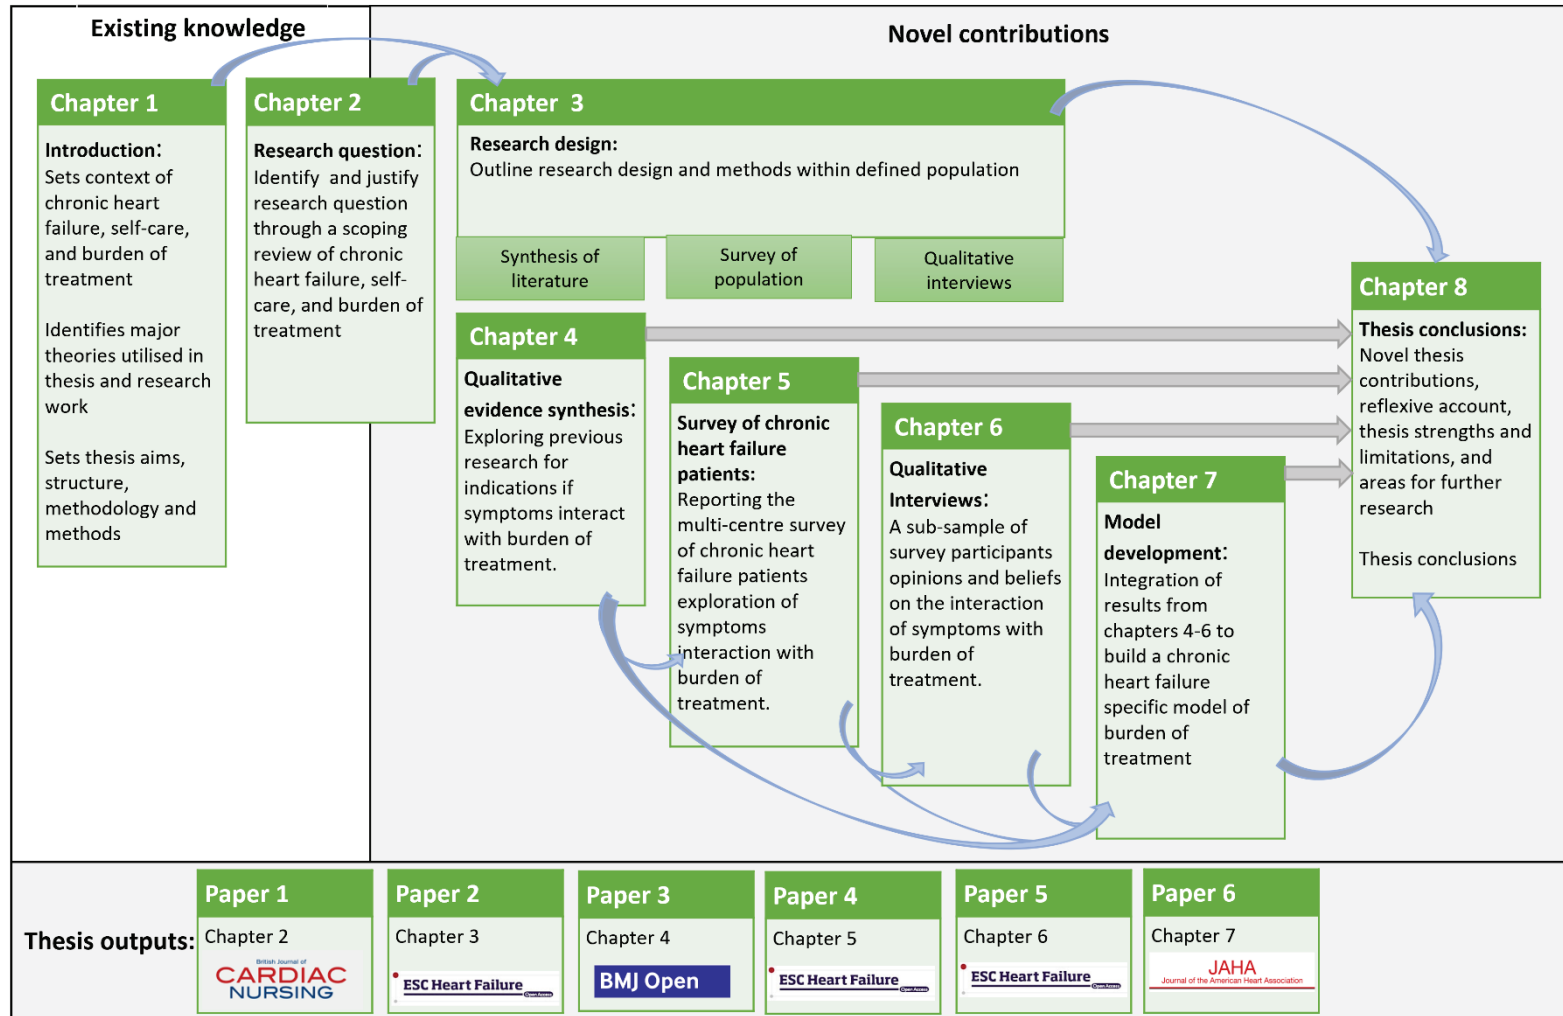 Existing knowledge
Novel contributions
Chapter 1
Introduction:
Sets context of
chronic heart
failure, self-care,
and burden of
treatment
Identifies major
theories utilised in
thesis and research
work
Sets thesis aims,
structure,
methodology and
methods
Chapter 2
Research question:
Identify and justify
research question
through a scoping
review of chronic
heart failure, self-
care, and burden of
treatment
Chapter 3
Research design:
Outline research design and methods within defined population
Synthesis of
literature
Survey of
population
Qualitative
interviews
Chapter 4
Qualitative
evidence synthesis:
Exploring previous
research for
indications if
symptoms interact
with burden of
treatment.
Chapter 5
Survey of chronic
heart failure
patients:
Reporting the
multi-centre survey
of chronic heart
failure patients
exploration of
symptoms
interaction with
burden of
treatment.
Chapter 6
Qualitative
Interviews:
A sub-sample of
survey participants
opinions and beliefs
on the interaction
of symptoms with
burden of
treatment.
Chapter 7
Model
development:
Integration of
results from
chapters 4-6 to
build a chronic
heart failure
specific model of
burden of
treatment
Chapter 8
Thesis conclusions:
Novel thesis
contributions,
reflexive account,
thesis strengths and
limitations, and
areas for further
research
Thesis conclusions
Thesis outputs:
Paper 1
Chapter 2
British Journal of
CARDIAC
NURSING
Paper 2
Chapter 3
ESC Heart Failure
Open Access
Paper 3
Chapter 4
BMJ Open
Paper 4
Chapter 5
ESC Heart Failure
Open Access
Paper 5
Chapter 6
ESC Heart Failure
Open Access
Paper 6
Chapter 7
JAHA
Journal of the American Heart Association